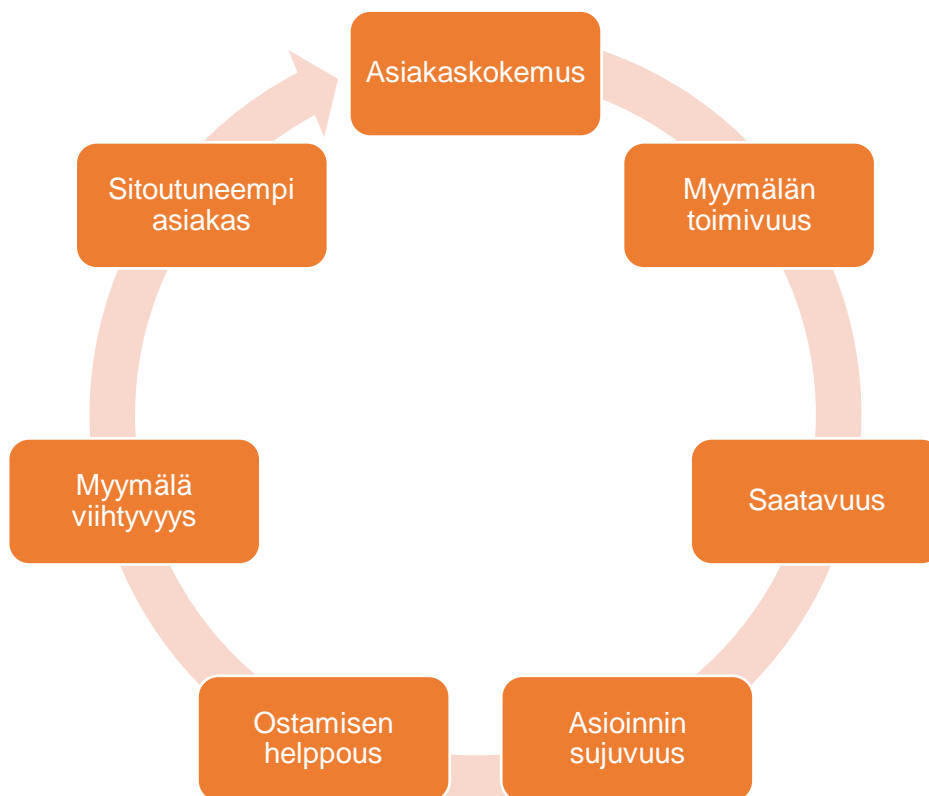 Asiakaskokemus
Myymälän
toimivuus
Saatavuus
Asioinnin
sujuvuus
Ostamisen
helppous
Myymälä
viihtyvyys
Sitoutuneempi
asiakas